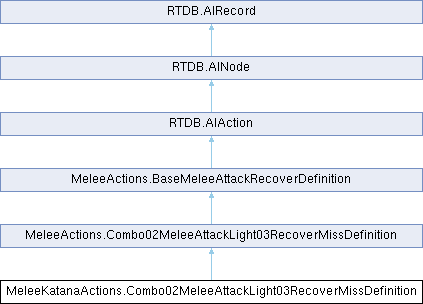 RTDB.AIRecord
RTDB.AINode
RTDB.AIAction
MeleeActions.BaseMeleeAttackRecoverDefinition
MeleeActions.Combo02MeleeAttackLight03RecoverMissDefinition
MeleeKatanaActions.Combo02MeleeAttackLight03RecoverMissDefinition